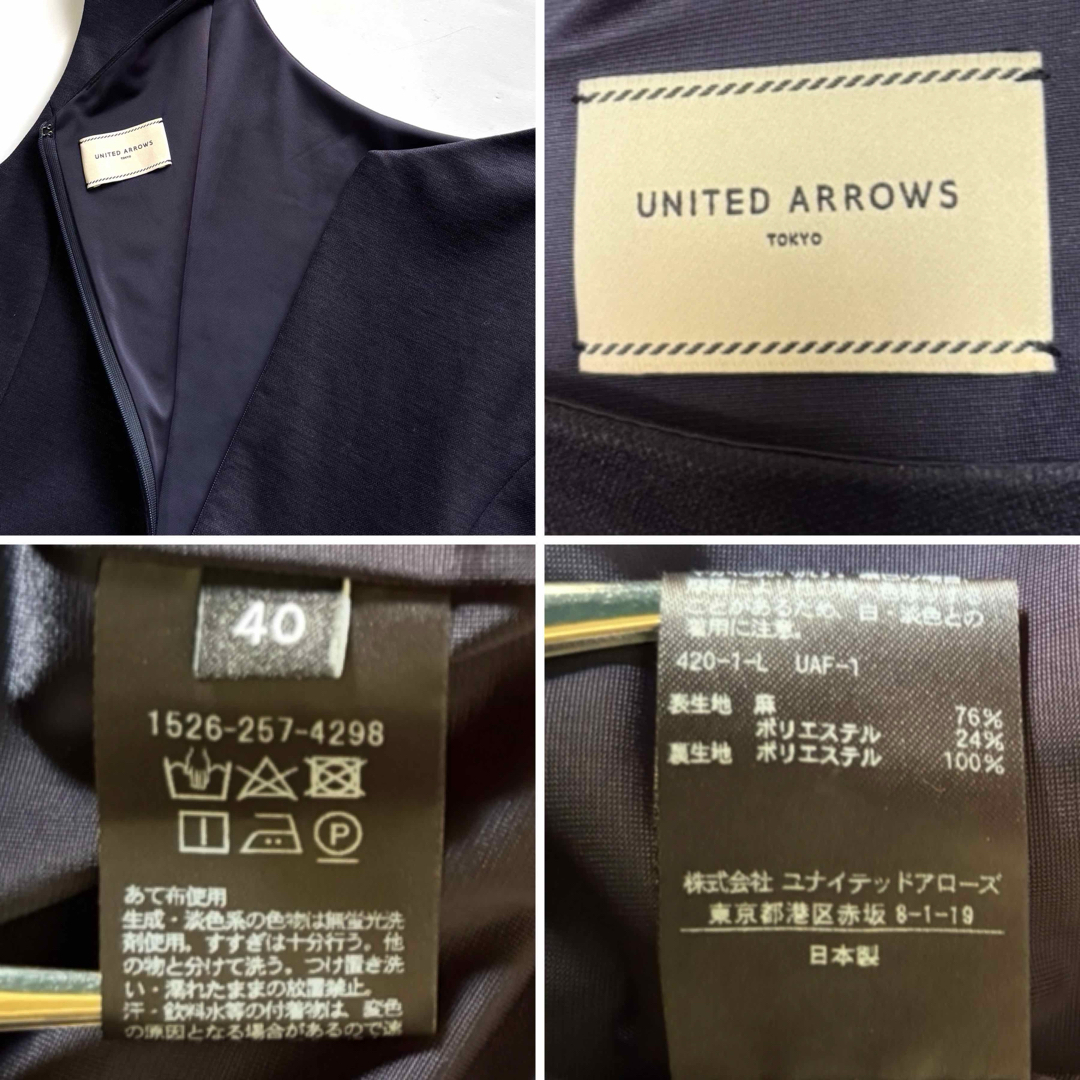 UNITED ARROWS
TOKYO
UNITED ARROWS
TOKYO
40
1526-257-4298
P
あて布使用
生成・淡色系の色物は無蛍光洗
剤使用。すすぎは十分行う。他
の物と分けて洗う。つけ置き洗
い・濡れたままの放置禁止。
汗・飲料水等の付着物は、変色
の原因となる場合があるので速
ことがあるため、白・淡色との
着用に注意。
420-1-L UAF-1
表生地 麻 76%
ポリエステル 24%
裏生地 ポリエステル 100%
株式会社 ユナイテッドアローズ
東京都港区赤坂 8-1-19
日本製